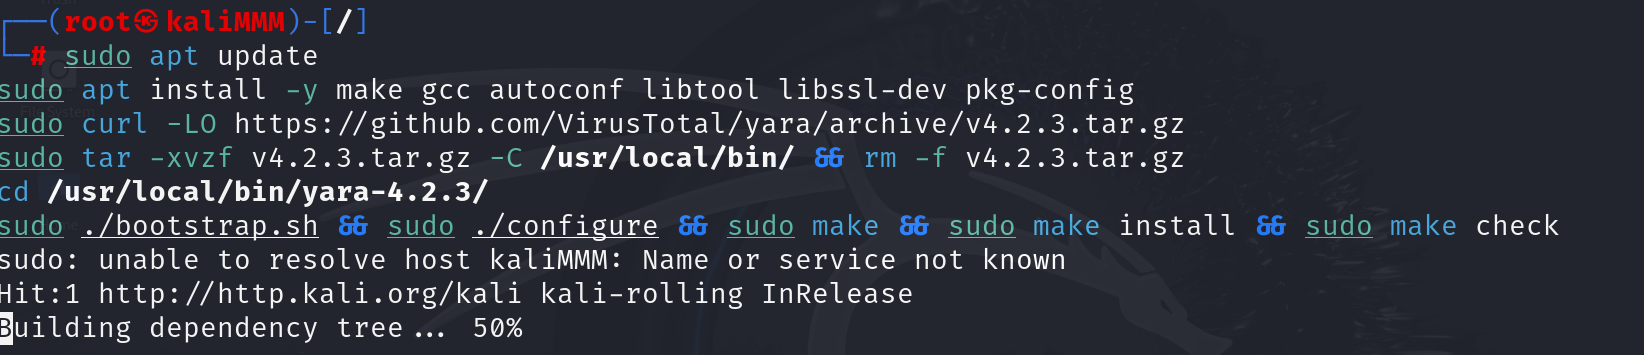 ┌──(root㉿kaliMMM)-[/]
└─# sudo apt update
sudo apt install -y make gcc autoconf libtool libssl-dev pkg-config
sudo curl -LO https://github.com/VirusTotal/yara/archive/v4.2.3.tar.gz
sudo tar -xvzf v4.2.3.tar.gz -C /usr/local/bin/ && rm -f v4.2.3.tar.gz
cd /usr/local/bin/yara-4.2.3/
sudo ./bootstrap.sh && sudo ./configure && sudo make && sudo make install && sudo make check
sudo: unable to resolve host kaliMMM: Name or service not known
Hit:1 http://http.kali.org/kali kali-rolling InRelease
Building dependency tree... 50%